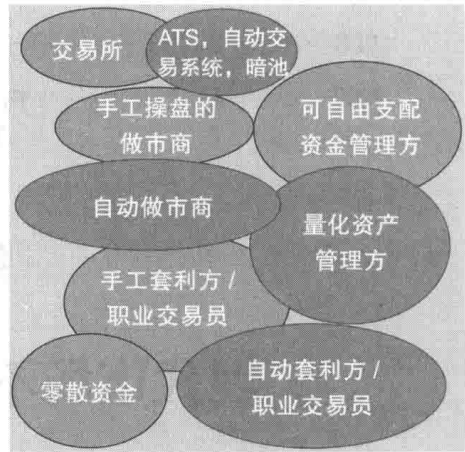 交易所
ATS，自动交
易系统，暗池
手工操盘的
做市商
可自由支配
资金管理方
自动做市商
量化资产
管理方
手工套利方 /
职业交易员
零散资金
自动套利方 /
职业交易员